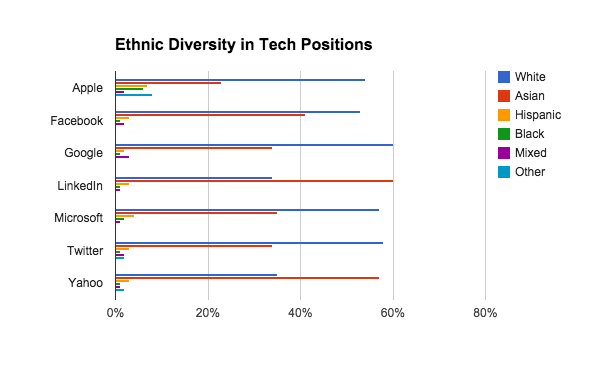 Ethnic Diversity in Tech Positions
Apple
Facebook
Google
LinkedIn
Microsoft
Twitter
Yahoo
0% 20% 40% 60% 80%
White
Asian
Hispanic
Black
Mixed
Other